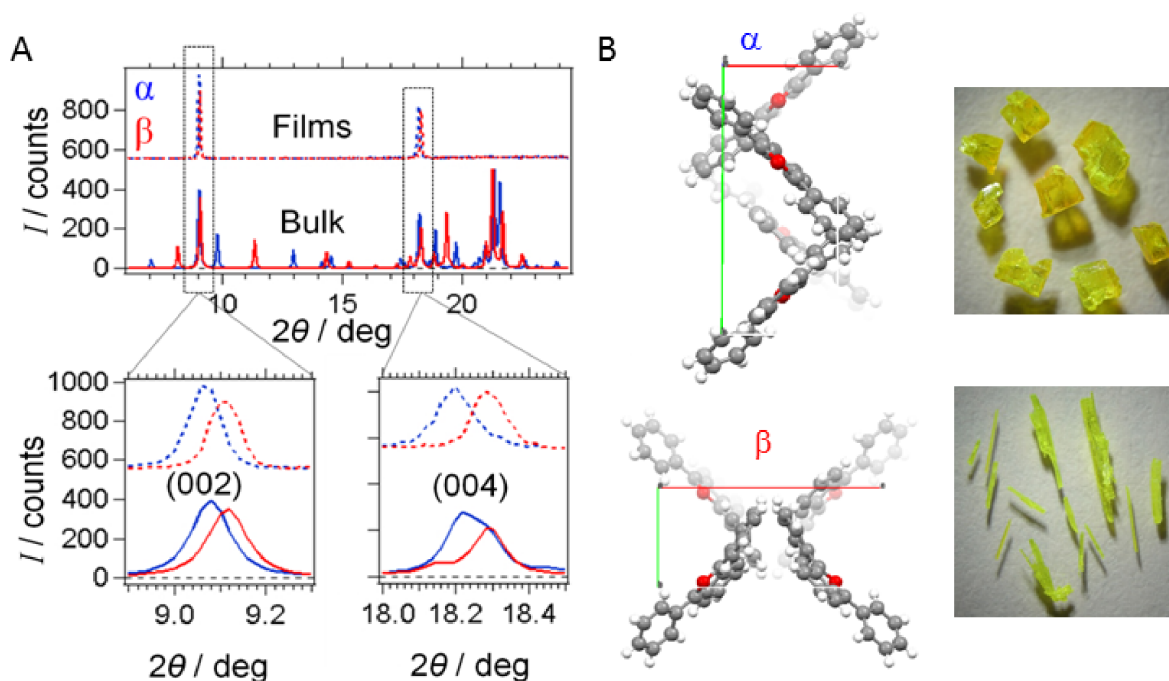 A
B
α
β
800
600
400
200
0
I / counts
Films
Bulk
10
15
20
2θ / deg
1000
800
600
400
200
0
I / counts
(002)
(004)
9.0
9.2
18.0
18.2
18.4
2θ / deg
2θ / deg
α
β